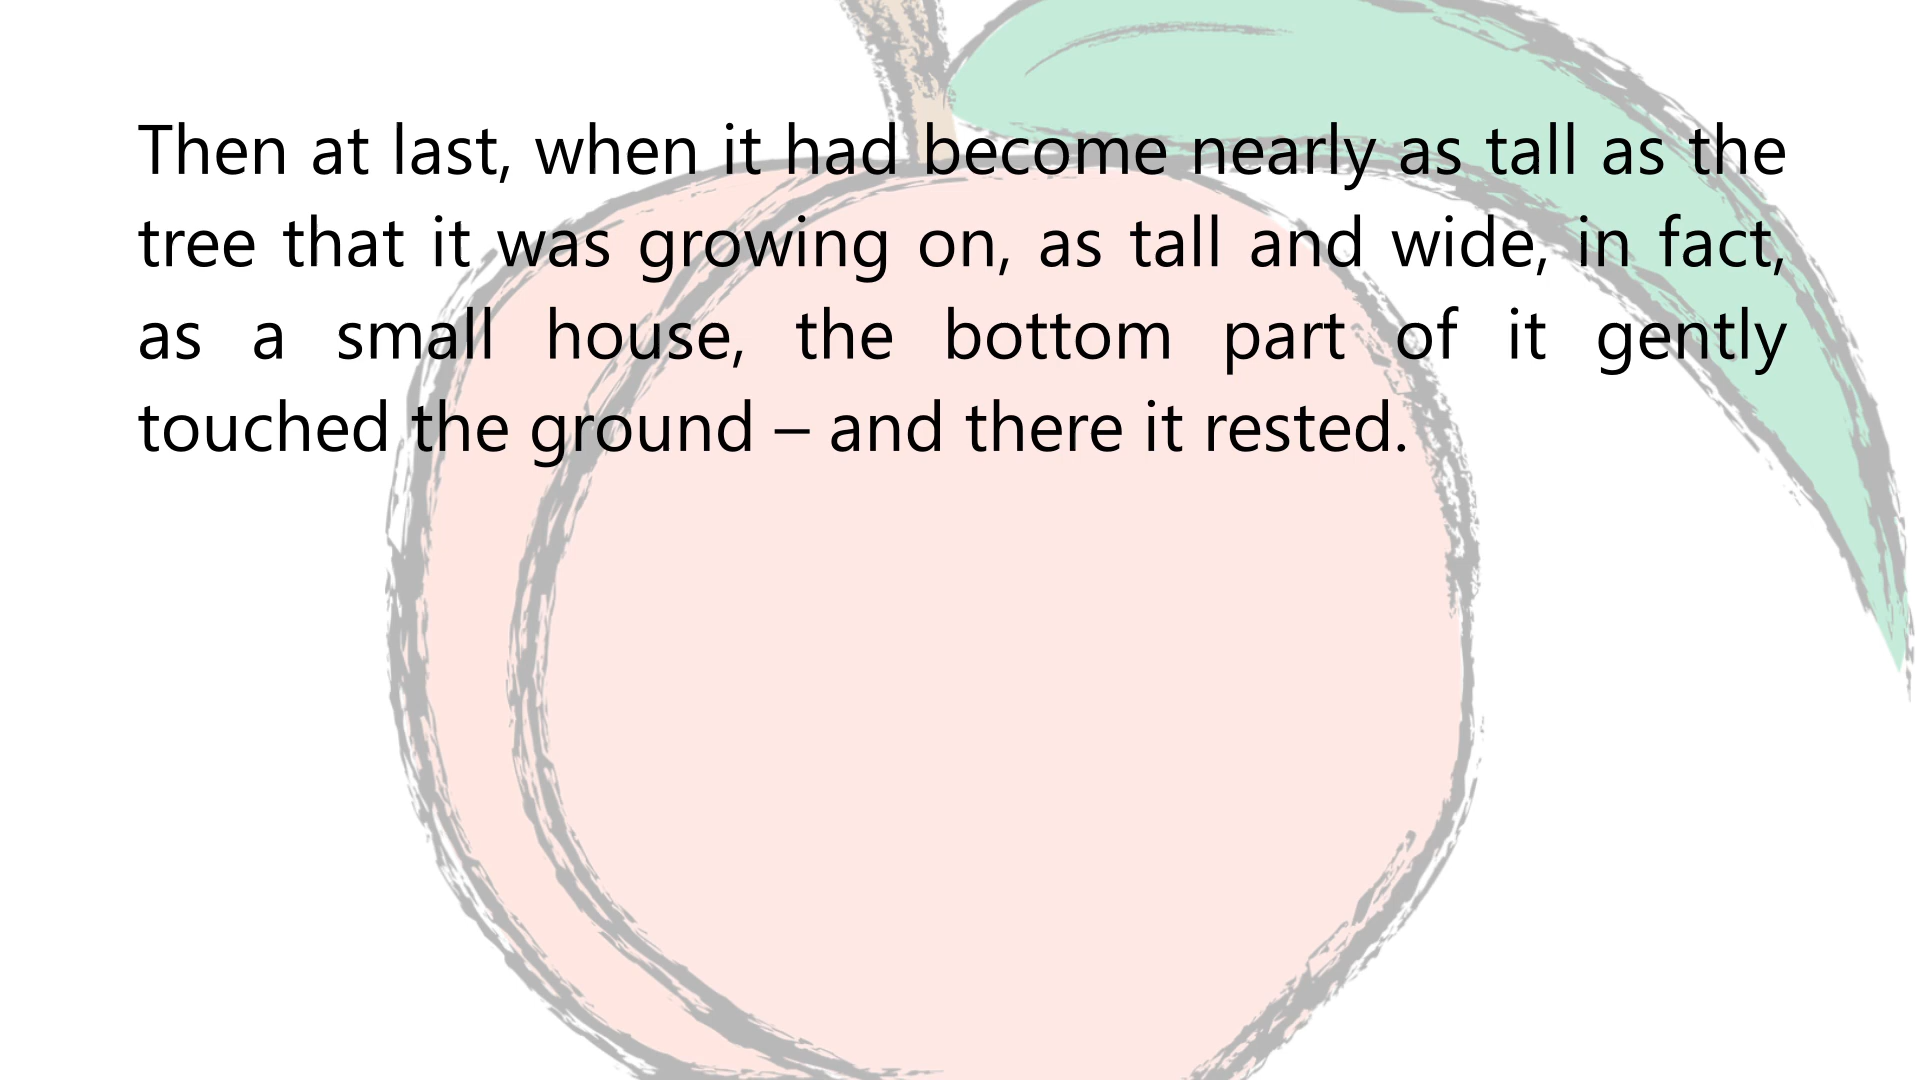 Then at last, when it had become nearly as tall as the
tree that it was growing on, as tall and wide, in fact,
as a small house, the bottom part of it gently
touched the ground – and there it rested.